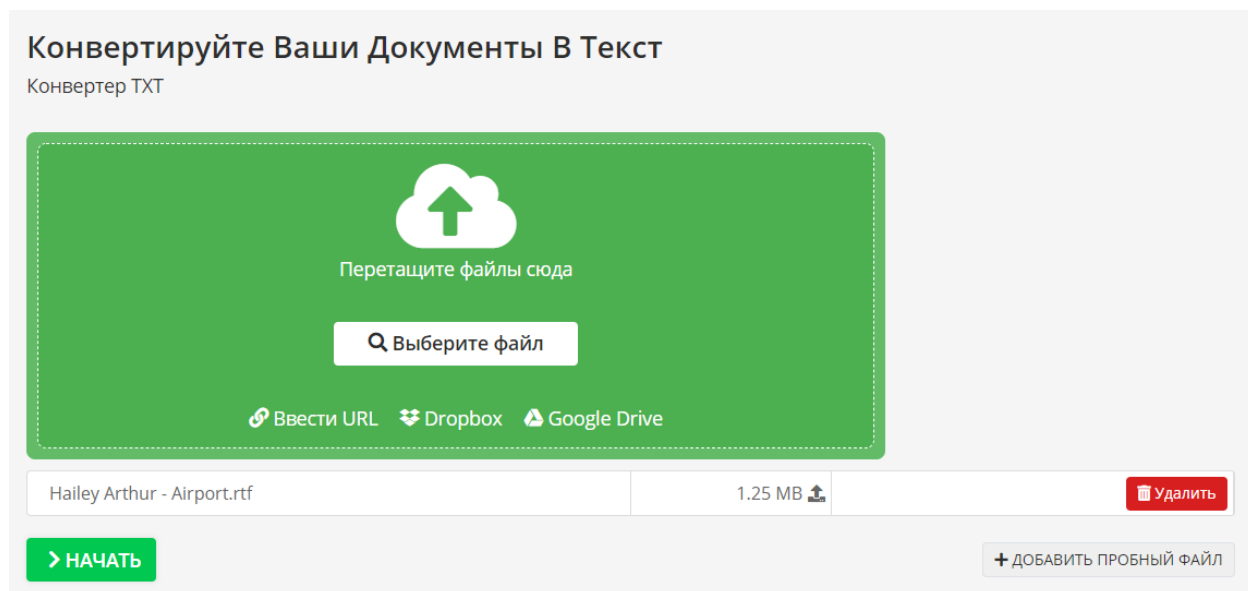 Конвертируйте Ваши Документы В Текст
Конвертер TXT
Перетащите файлы сюда
Выберите файл
Ввести URL Dropbox Google Drive
Hailey Arthur - Airport.rtf 1.25 MB Удалить
НАЧАТЬ + ДОБАВИТЬ ПРОБНЫЙ ФАЙЛ